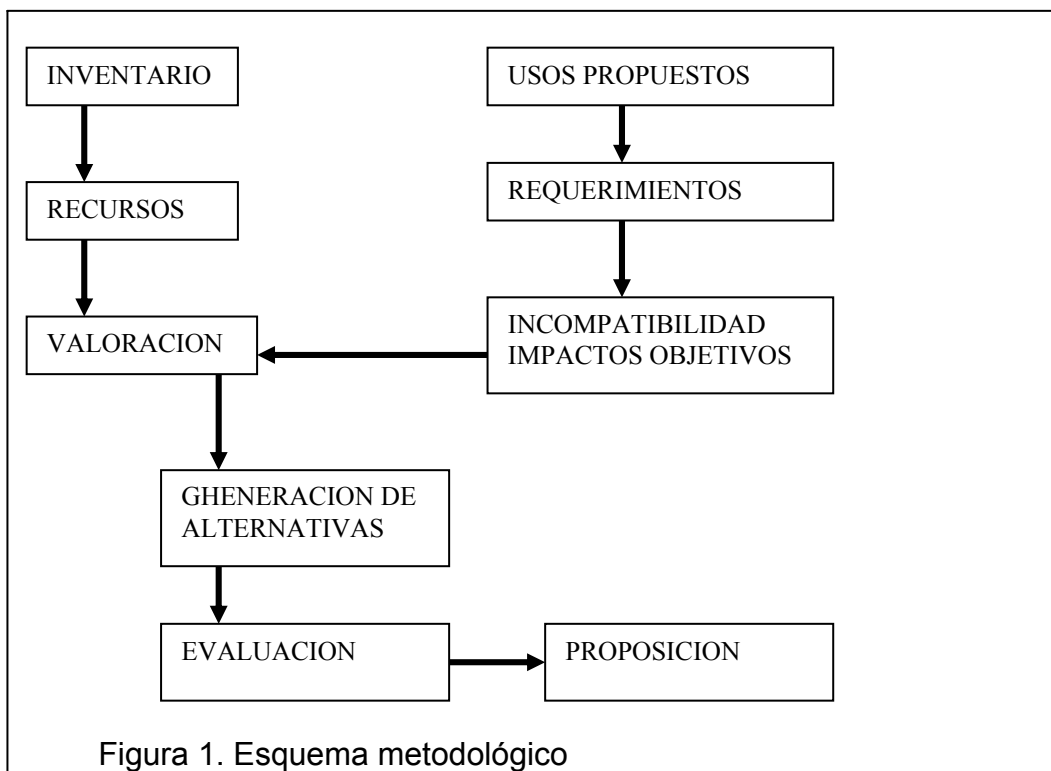 INVENTARIO
USOS PROPUESTOS
RECURSOS
REQUERIMIENTOS
VALORACION
INCOMPATIBILIDAD
IMPACTOS OBJETIVOS
GHENERACION DE
ALTERNATIVAS
EVALUACION
PROPOSICION
Figura 1. Esquema metodológico